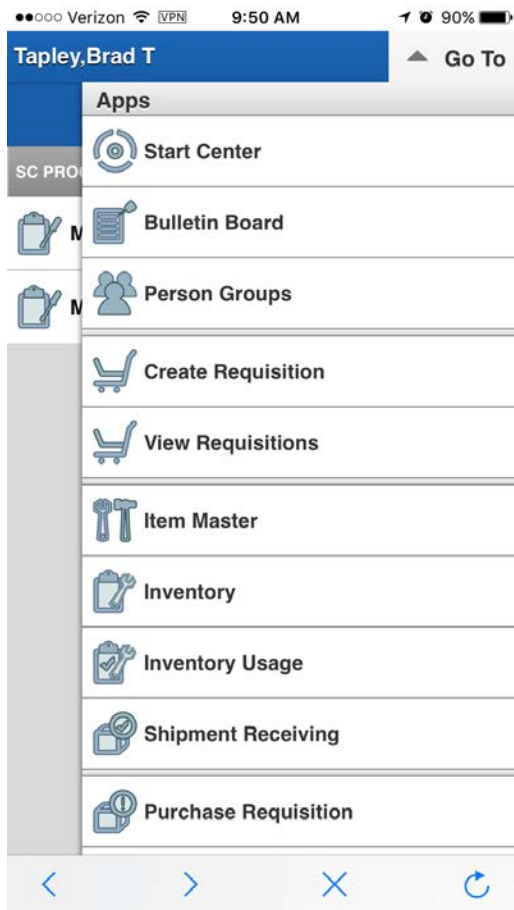 Verizon VPN 9:50 AM 90%
Tapley,Brad T
Go To
Apps
SC PRO
Start Center
M
Bulletin Board
M
Person Groups
Create Requisition
View Requisitions
Item Master
Inventory
Inventory Usage
Shipment Receiving
Purchase Requisition